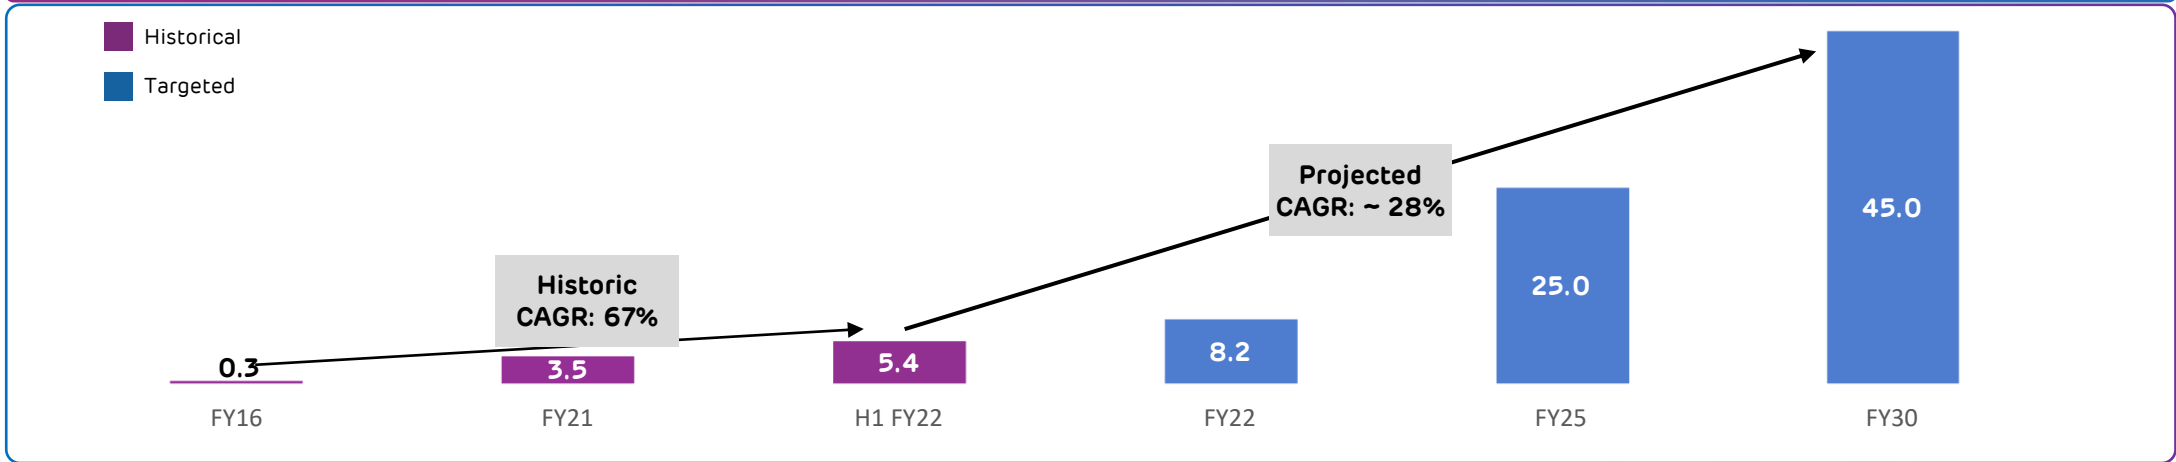 Historical
Targeted
Projected
CAGR: ~ 28%
Historic
CAGR: 67%
0.3
3.5
5.4
8.2
25.0
45.0
FY16
FY21
H1 FY22
FY22
FY25
FY30